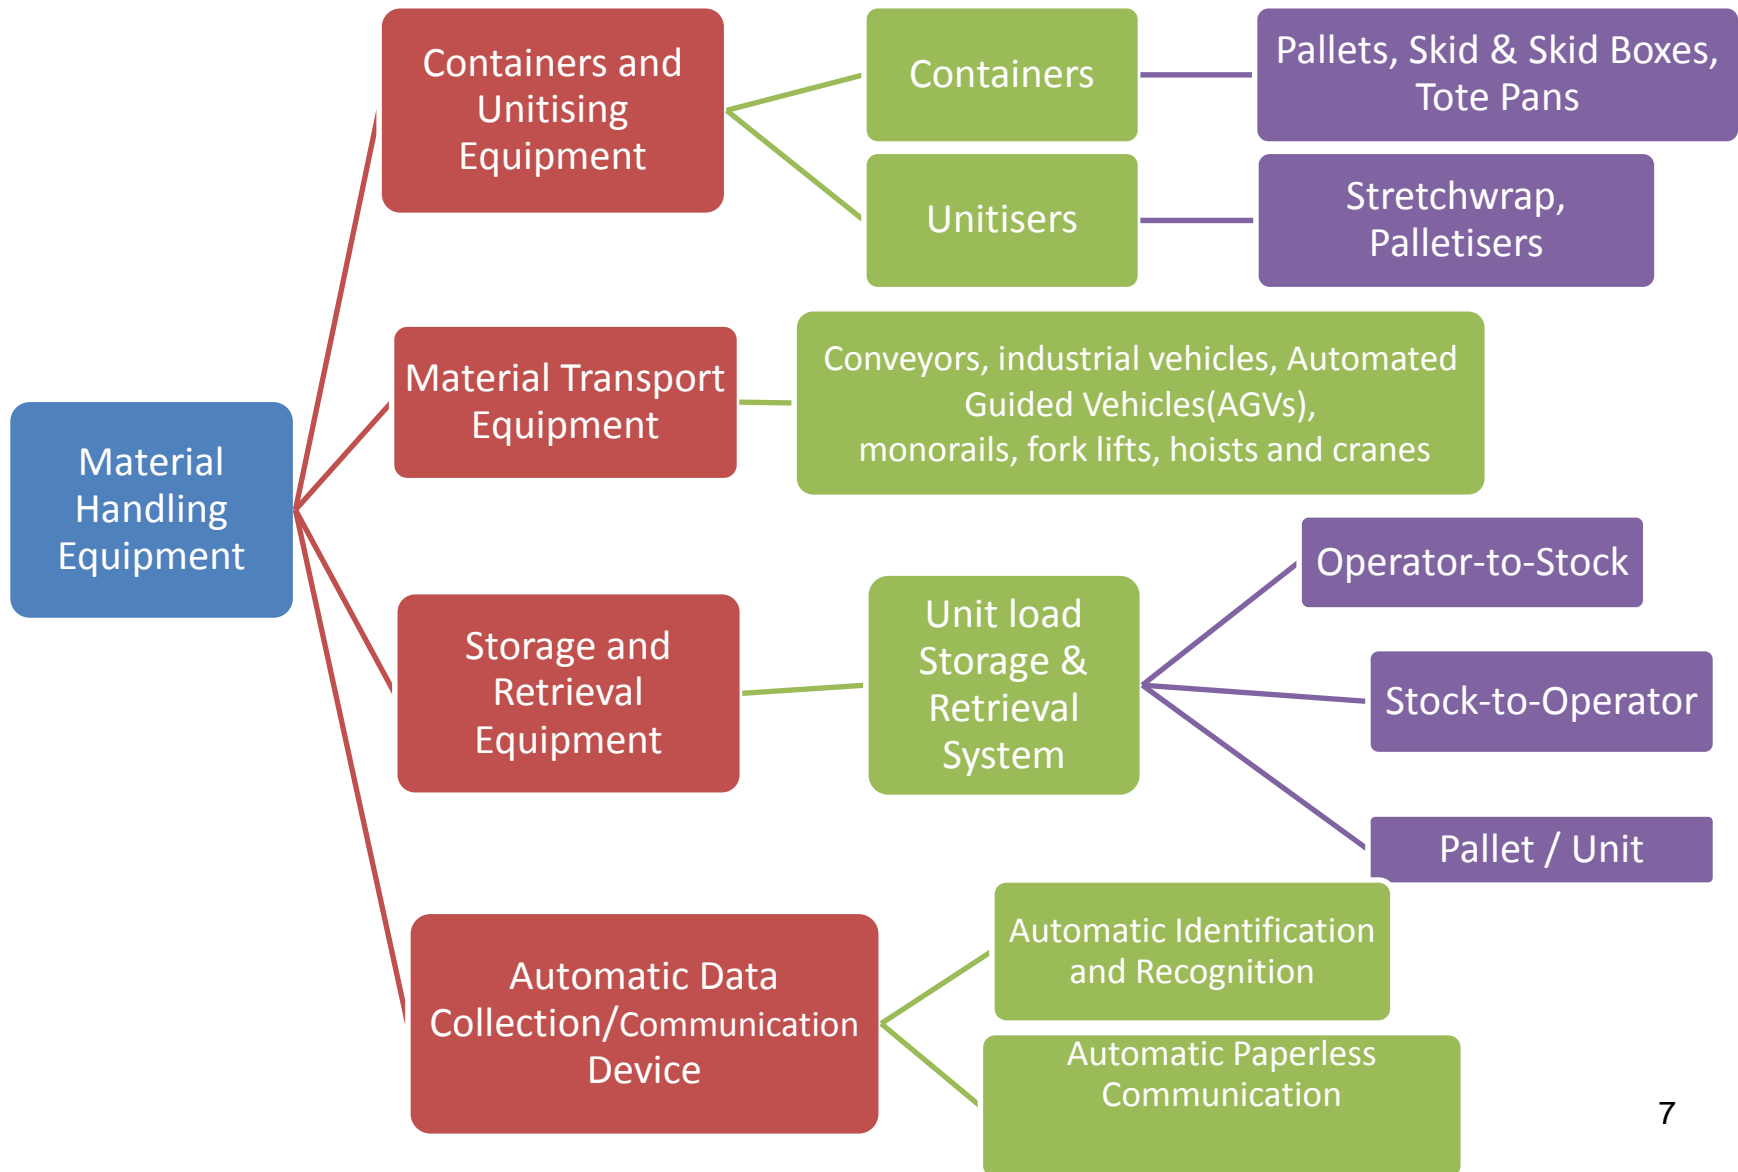 Containers and
Unitising
Equipment
Containers
Pallets, Skid & Skid Boxes,
Tote Pans
Unitisers
Stretchwrap,
Palletisers
Material Transport
Equipment
Conveyors, industrial vehicles, Automated
Guided Vehicles(AGVs),
monorails, fork lifts, hoists and cranes
Material
Handling
Equipment
Storage and
Retrieval
Equipment
Unit load
Storage &
Retrieval
System
Operator-to-Stock
Stock-to-Operator
Pallet / Unit
Automatic Data
Collection/Communication
Device
Automatic Identification
and Recognition
Automatic Paperless
Communication
7